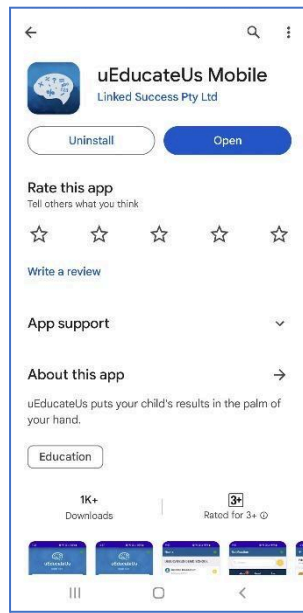 uEducateUs Mobile
Linked Success Pty Ltd
Uninstall
Open
Rate this app
Tell others what you think
Write a review
App support
About this app
uEducateUs puts your child's results in the palm of
your hand.
Education
1K+
Downloads
3+
Rated for 3+
uEducateUs
uEducateUs